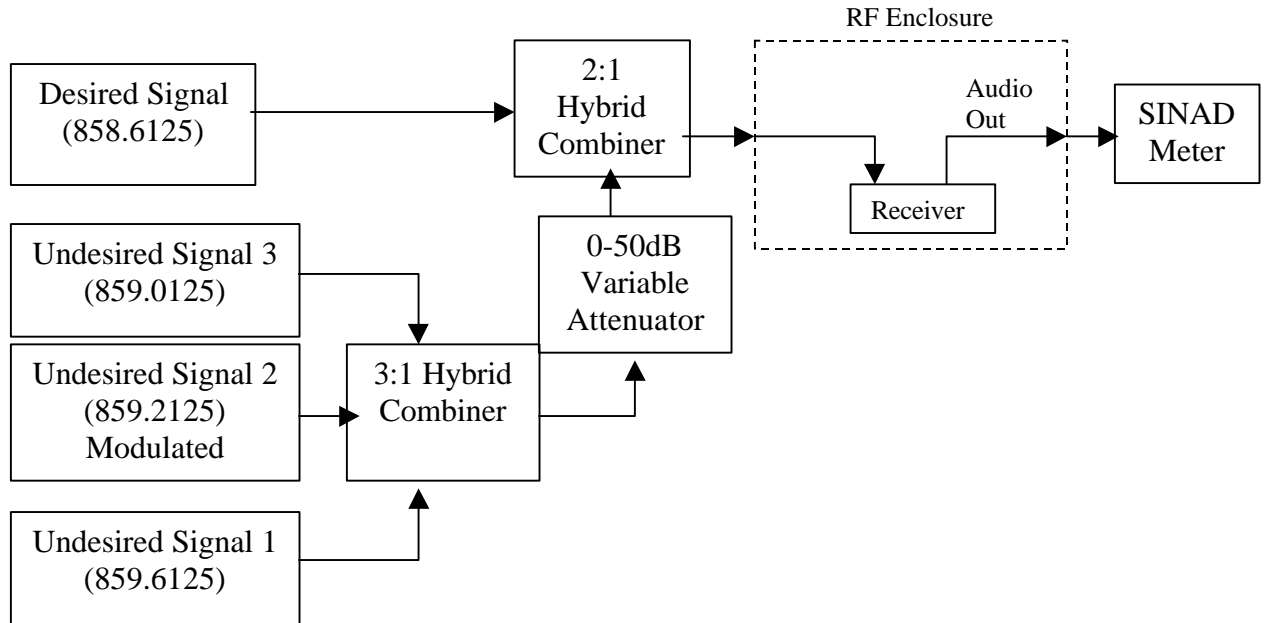 RF Enclosure
Desired Signal
(858.6125)
2:1
Hybrid
Combiner
Audio
Out
SINAD
Meter
Receiver
Undesired Signal 3
(859.0125)
0-50dB
Variable
Attenuator
Undesired Signal 2
(859.2125)
Modulated
3:1 Hybrid
Combiner
Undesired Signal 1
(859.6125)